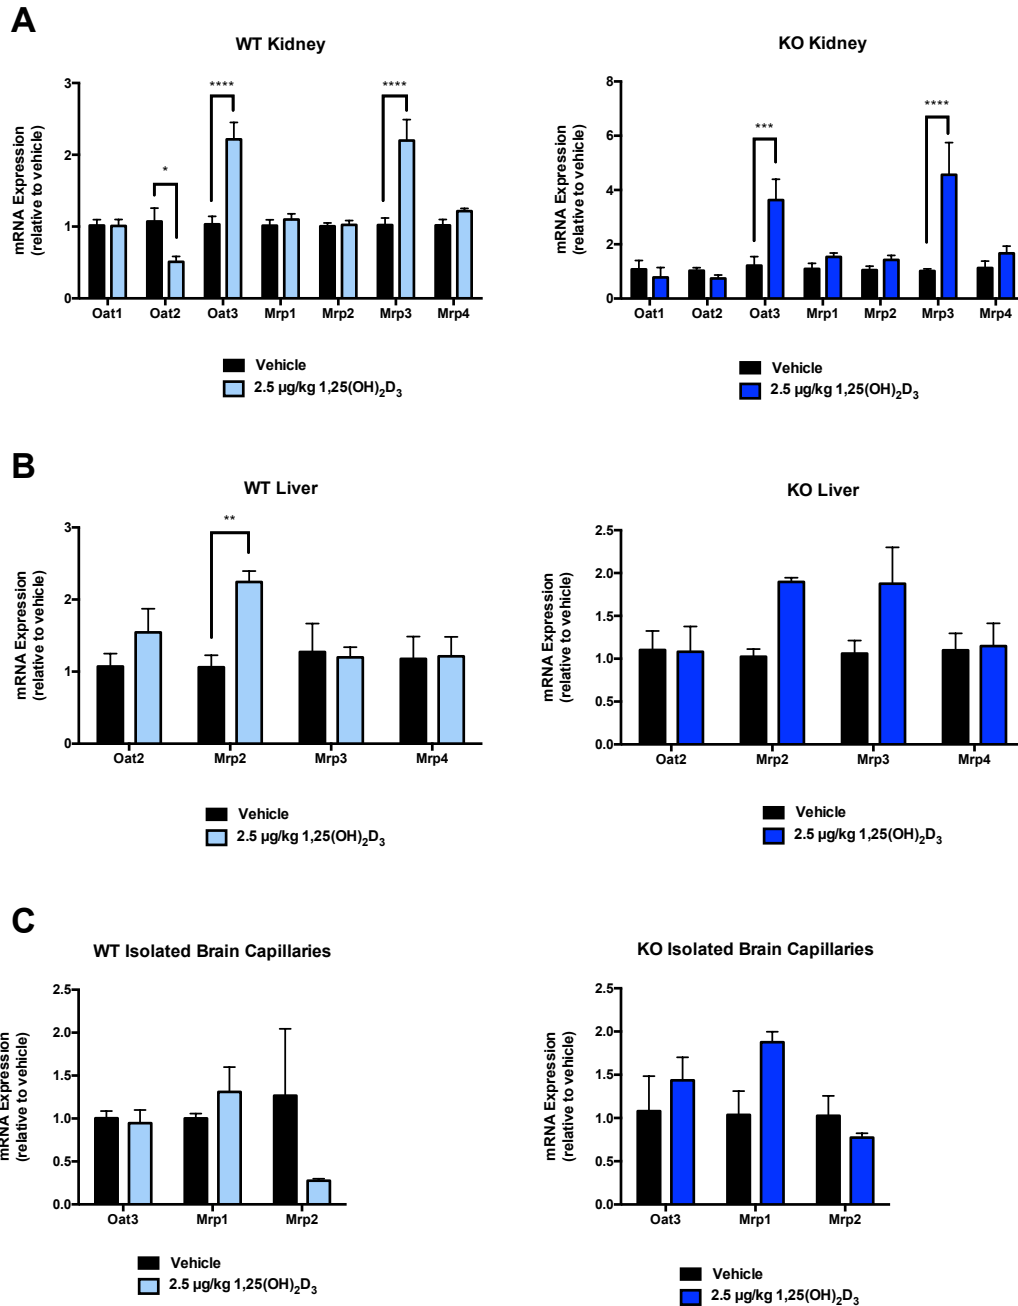 A
WT Kidney
KO Kidney
mRNA Expression
(relative to vehicle)
3
2
1
0
****
****
*
Oat1 Oat2 Oat3 Mrp1 Mrp2 Mrp3 Mrp4
Vehicle
2.5 µg/kg 1,25(OH)₂D₃
mRNA Expression
(relative to vehicle)
8
6
4
2
0
***
****
Oat1 Oat2 Oat3 Mrp1 Mrp2 Mrp3 Mrp4
Vehicle
2.5 µg/kg 1,25(OH)₂D₃
B
WT Liver
KO Liver
mRNA Expression
(relative to vehicle)
3
2
1
0
**
Oat2 Mrp2 Mrp3 Mrp4
Vehicle
2.5 µg/kg 1,25(OH)₂D₃
mRNA Expression
(relative to vehicle)
2.5
2.0
1.5
1.0
0.5
0.0
Oat2 Mrp2 Mrp3 Mrp4
Vehicle
2.5 µg/kg 1,25(OH)₂D₃
C
WT Isolated Brain Capillaries
KO Isolated Brain Capillaries
mRNA Expression
(relative to vehicle)
2.5
2.0
1.5
1.0
0.5
0.0
Oat3 Mrp1 Mrp2
Vehicle
2.5 µg/kg 1,25(OH)₂D₃
mRNA Expression
(relative to vehicle)
2.5
2.0
1.5
1.0
0.5
0.0
Oat3 Mrp1 Mrp2
Vehicle
2.5 µg/kg 1,25(OH)₂D₃